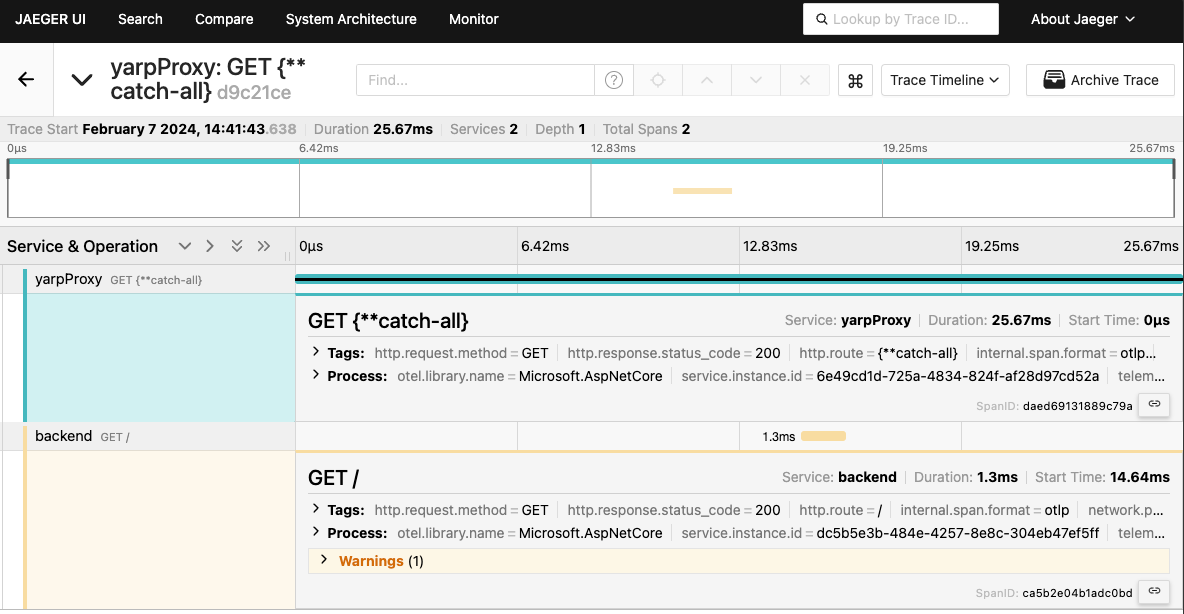 JAEGER UI Search Compare System Architecture Monitor Lookup by Trace ID... About Jaeger
yarpProxy: GET {**
catch-all} d9c21ce
Find... ? ⌘ Trace Timeline Archive Trace
Trace Start February 7 2024, 14:41:43.638 Duration 25.67ms Services 2 Depth 1 Total Spans 2
0μs 6.42ms 12.83ms 19.25ms 25.67ms
Service & Operation 0μs 6.42ms 12.83ms 19.25ms 25.67ms
yarpProxy GET {**catch-all}
GET {**catch-all} Service: yarpProxy Duration: 25.67ms Start Time: 0μs
Tags: http.request.method = GET http.response.status_code = 200 http.route = {**catch-all} internal.span.format = otlp...
Process: otel.library.name = Microsoft.AspNetCore service.instance.id = 6e49cd1d-725a-4834-824f-af28d97cd52a telem...
SpanID: daed69131889c79a
backend GET / 1.3ms
GET / Service: backend Duration: 1.3ms Start Time: 14.64ms
Tags: http.request.method = GET http.response.status_code = 200 http.route = / internal.span.format = otlp network.p...
Process: otel.library.name = Microsoft.AspNetCore service.instance.id = dc5b5e3b-484e-4257-8e8c-304eb47ef5ff telem...
Warnings (1)
SpanID: ca5b2e04b1adc0bd